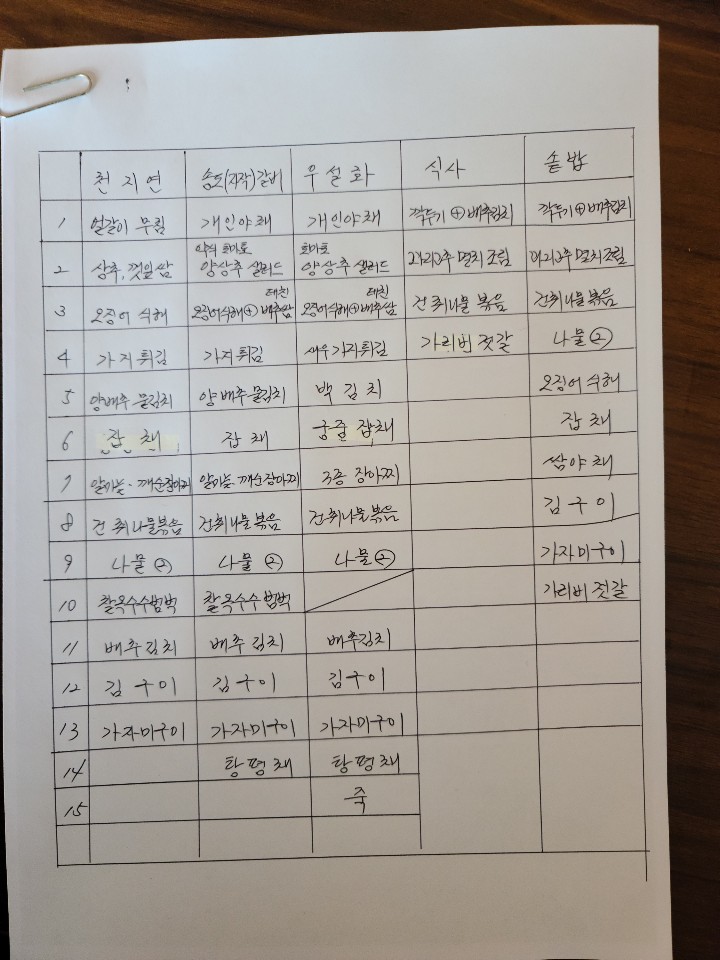 천지연 송도(지작)갈비 우설화 식사 솥밥
1 얼갈이 무침 개인야채 개인야채 깍두기⊕배추김치 깍두기⊕배추김치
토마토 토마토
2 상추, 깻잎쌈 양상추 샐러드 양상추 샐러드 꽈리고추 멸치 조림 꽈리고추 멸치조림
데친 데친
3 오징어 식해 오징어식해⊕배추쌈 오징어식해⊕배추쌈 건취나물 볶음 건취나물 볶음
4 가지튀김 가지튀김 새우가지튀김 가리비 젓갈 나물②
5 양배추 물김치 양배추 물김치 백김치 오징어 식해
6 잡채 잡채 궁중 잡채 잡채
7 알마늘·깻순장아찌 알마늘·깻순장아찌 3종 장아찌 쌈야채
8 건취나물볶음 건취나물볶음 건취나물볶음 김구이
9 나물② 나물② 나물② 가자미구이
10 찰옥수수범벅 찰옥수수범벅 가리비 젓갈
11 배추김치 배추김치 배추김치
12 김구이 김구이 김구이
13 가자미구이 가자미구이 가자미구이
14 탕평채 탕평채
15 죽